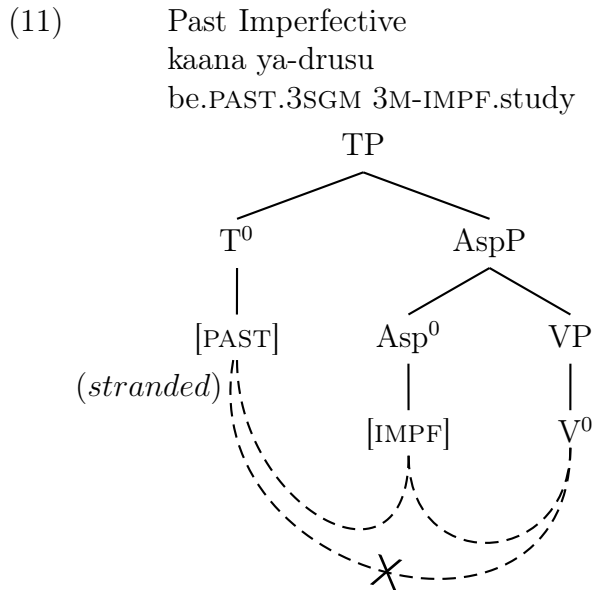 (11) Past Imperfective
kaana ya-drusu
be.PAST.3SGM 3M-IMPF.study
TP
T⁰ AspP
[PAST] Asp⁰ VP
(stranded)
[IMPF] V⁰